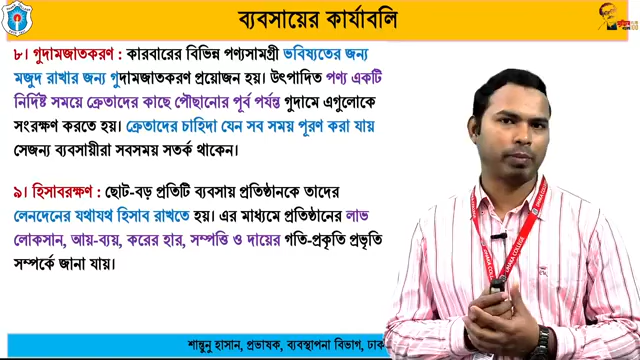 ব্যবসায়ের কার্যাবলি
৮। গুদামজাতকরণ : কারবারের বিভিন্ন পণ্যসামগ্রী ভবিষ্যতের জন্য
মজুদ রাখার জন্য গুদামজাতকরণ প্রয়োজন হয়। উৎপাদিত পণ্য একটি
নির্দিষ্ট সময়ে ক্রেতাদের কাছে পৌছানোর পূর্ব পর্যন্ত গুদামে এগুলোকে
সংরক্ষণ করতে হয়। ক্রেতাদের চাহিদা যেন সব সময় পূরণ করা যায়
সেজন্য ব্যবসায়ীরা সবসময় সতর্ক থাকেন।
৯। হিসাবরক্ষণ : ছোট-বড় প্রতিটি ব্যবসায় প্রতিষ্ঠানকে তাদের
লেনদেনের যথাযথ হিসাব রাখতে হয়। এর মাধ্যমে প্রতিষ্ঠানের লাভ
লোকসান, আয়-ব্যয়, করের হার, সম্পত্তি ও দায়ের গতি-প্রকৃতি প্রভৃতি
সম্পর্কে জানা যায়।
DHAKA COLLEGE
শান্তুনু হাসান, প্রভাষক, ব্যবস্থাপনা বিভাগ, ঢাক